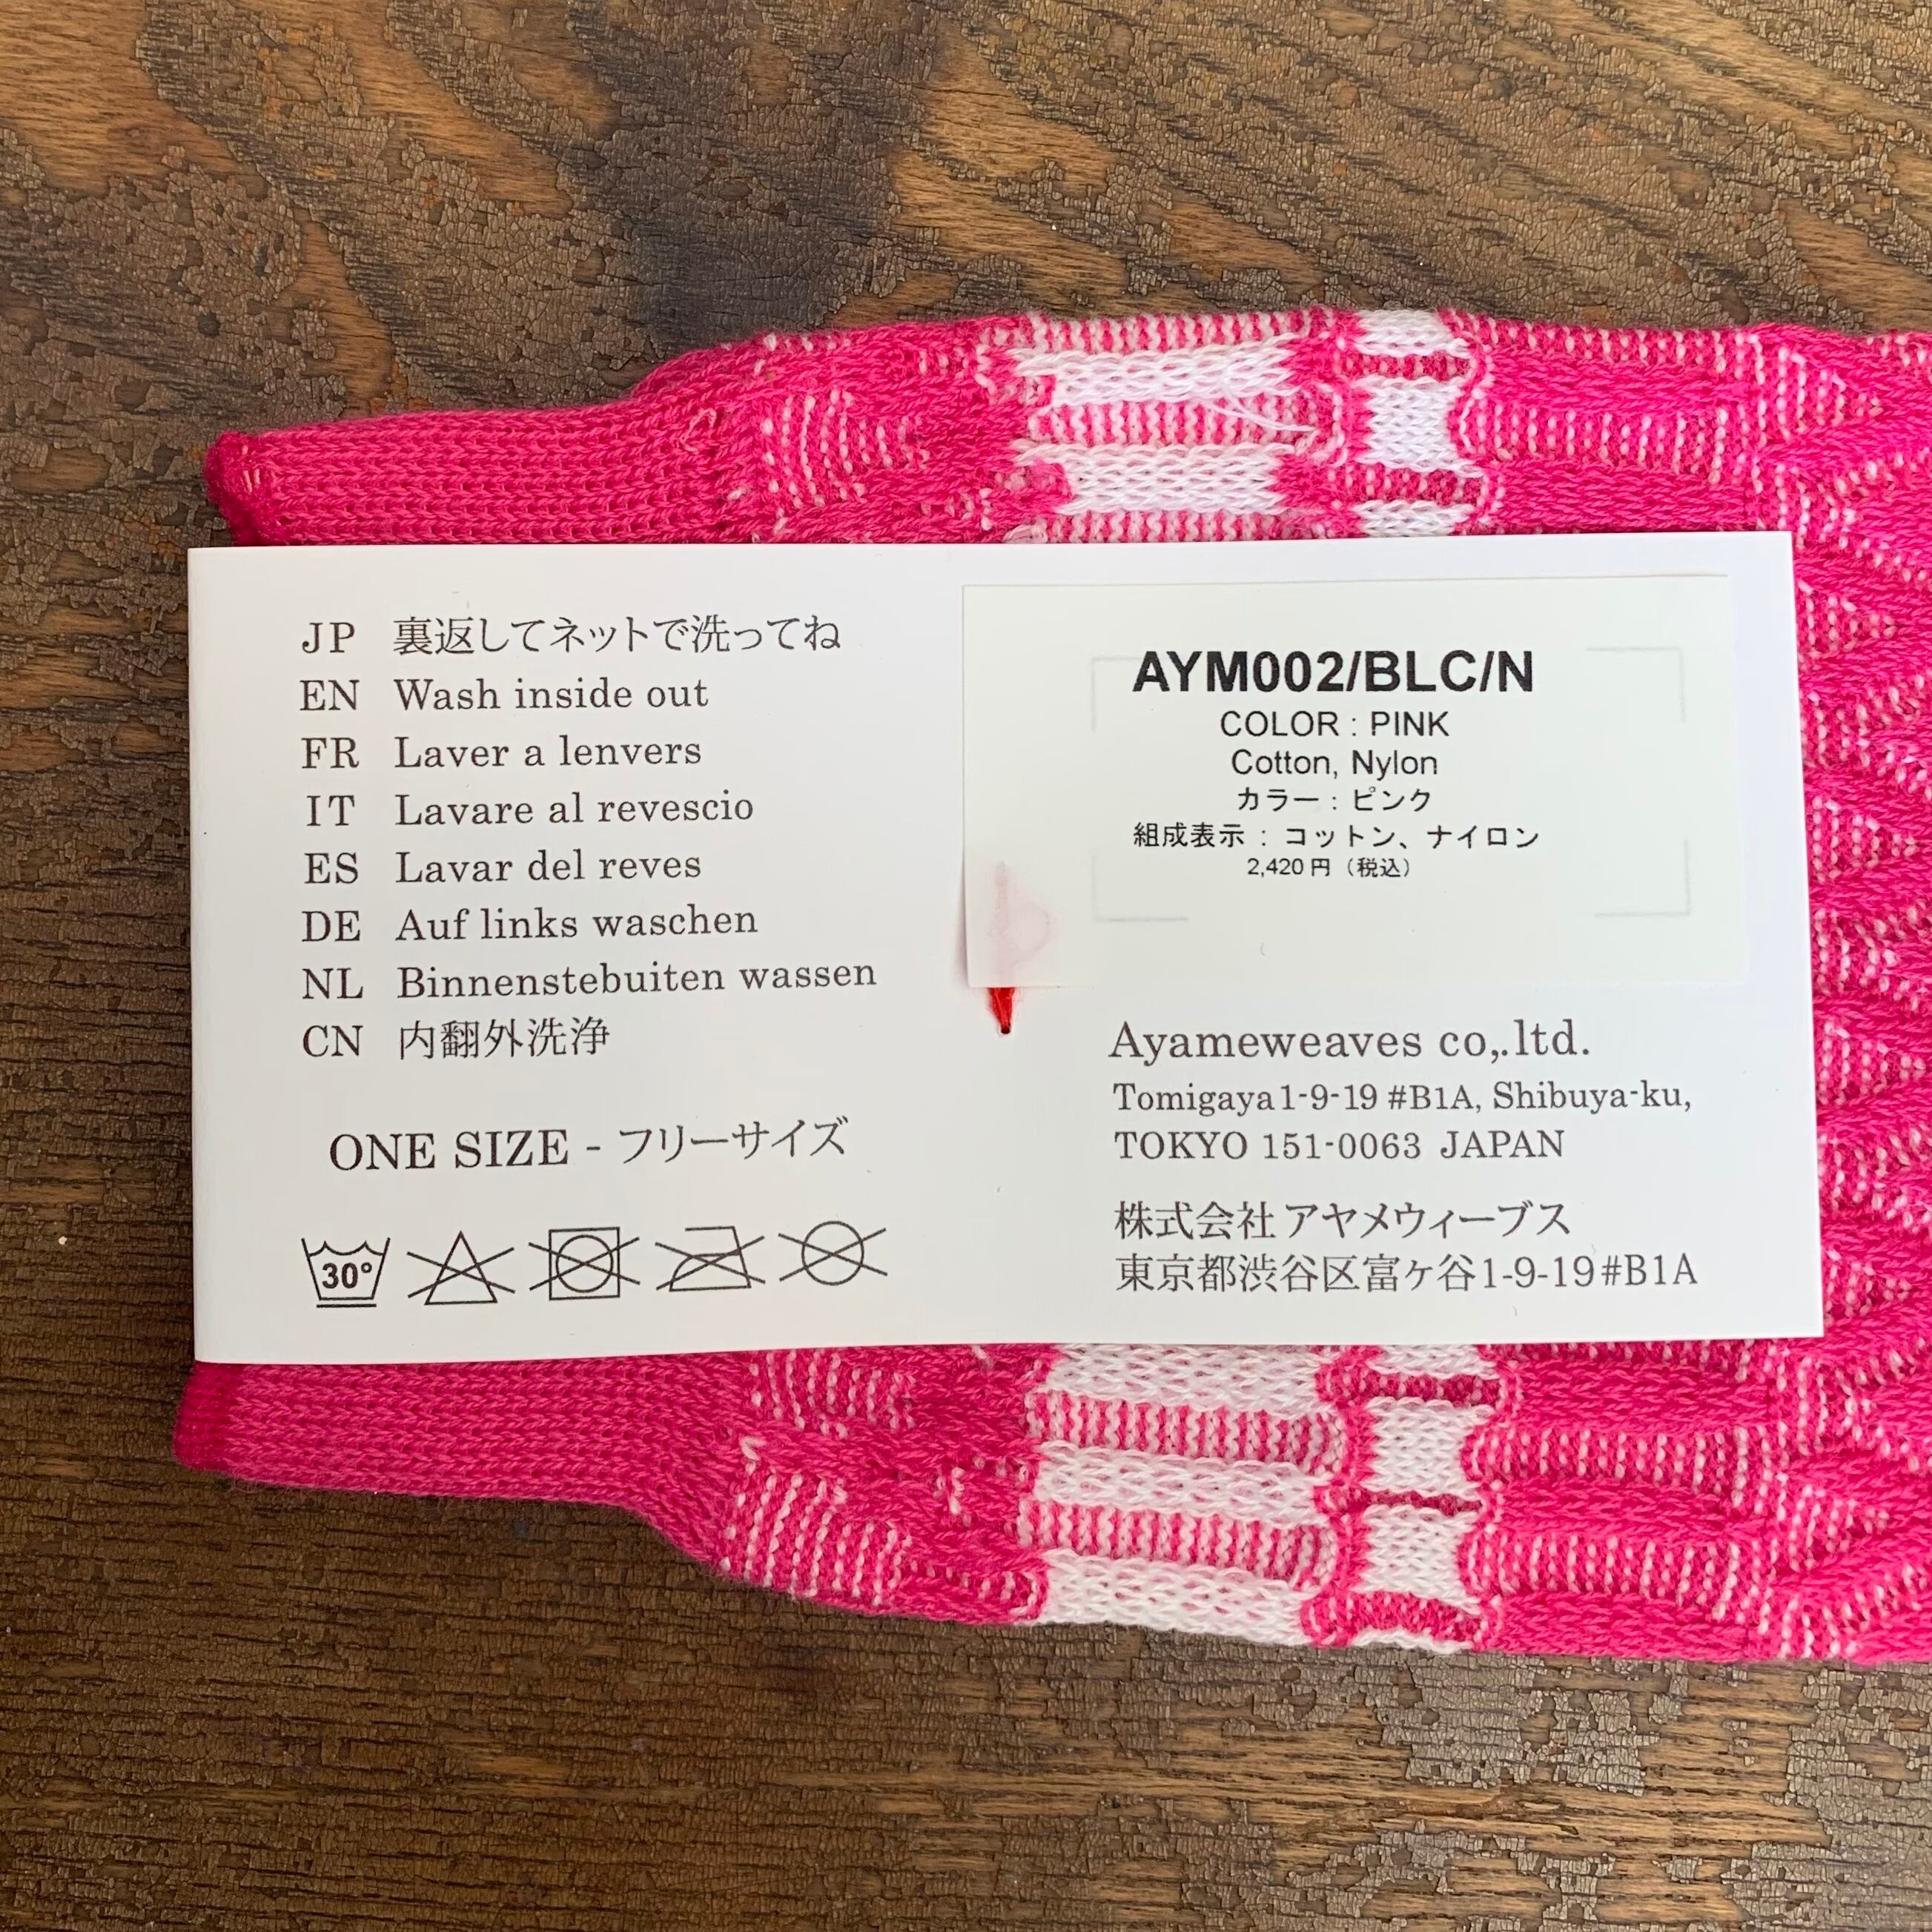 JP 裏返してネットで洗ってね
EN Wash inside out
FR Laver a lenvers
IT Lavare al revescio
ES Lavar del reves
DE Auf links waschen
NL Binnenstebuiten wassen
CN 内翻外洗浄
ONE SIZE - フリーサイズ
30°
AYM002/BLC/N
COLOR : PINK
Cotton, Nylon
カラー : ピンク
組成表示 : コットン、ナイロン
2,420 円（税込）
Ayameweaves co,.ltd.
Tomigaya 1-9-19 #B1A, Shibuya-ku,
TOKYO 151-0063 JAPAN
株式会社 アヤメウィーブス
東京都渋谷区富ヶ谷1-9-19#B1A